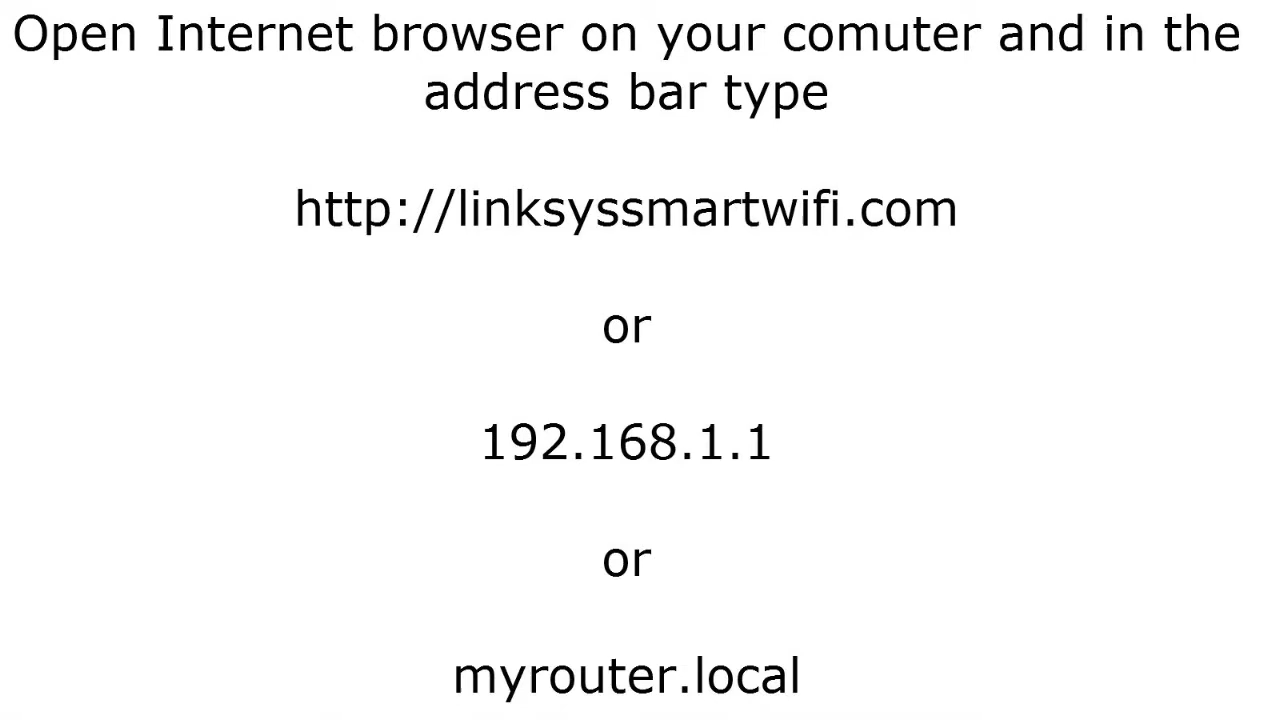 Open Internet browser on your comuter and in the
address bar type
http://linksyssmartwifi.com
or
192.168.1.1
or
myrouter.local